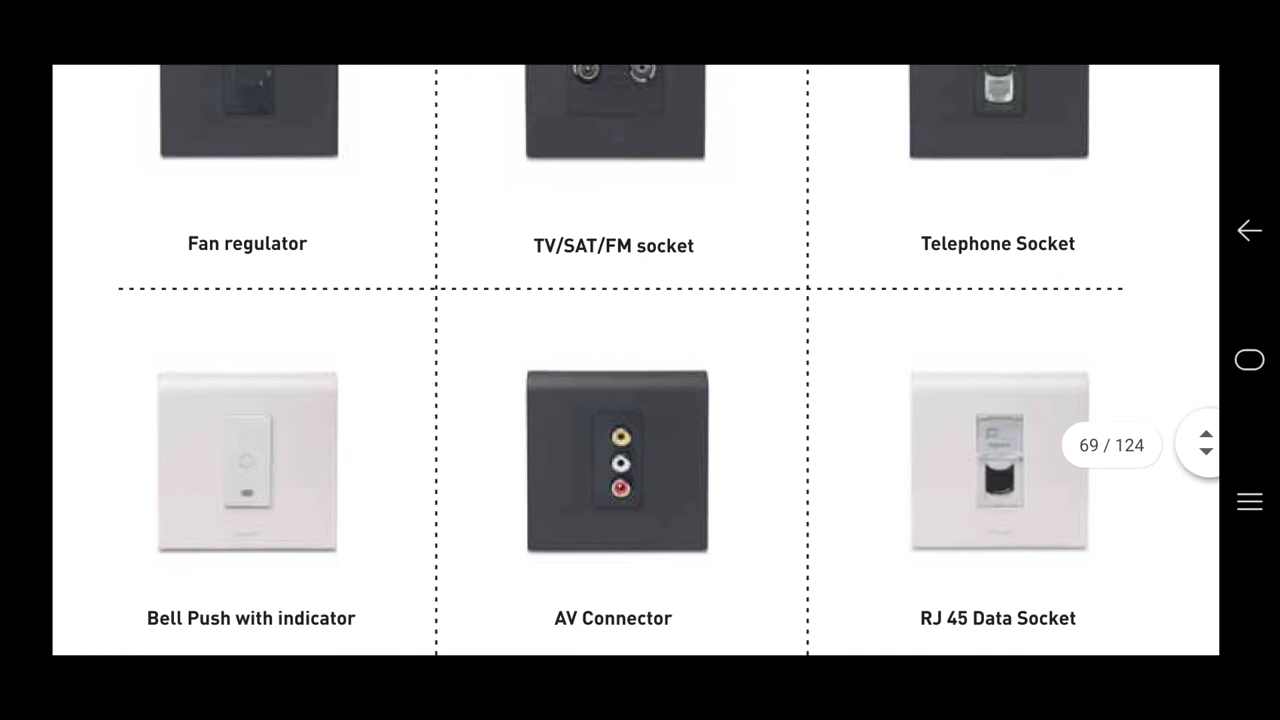 Fan regulator
TV/SAT/FM socket
Telephone Socket
Bell Push with indicator
AV Connector
RJ 45 Data Socket
69 / 124